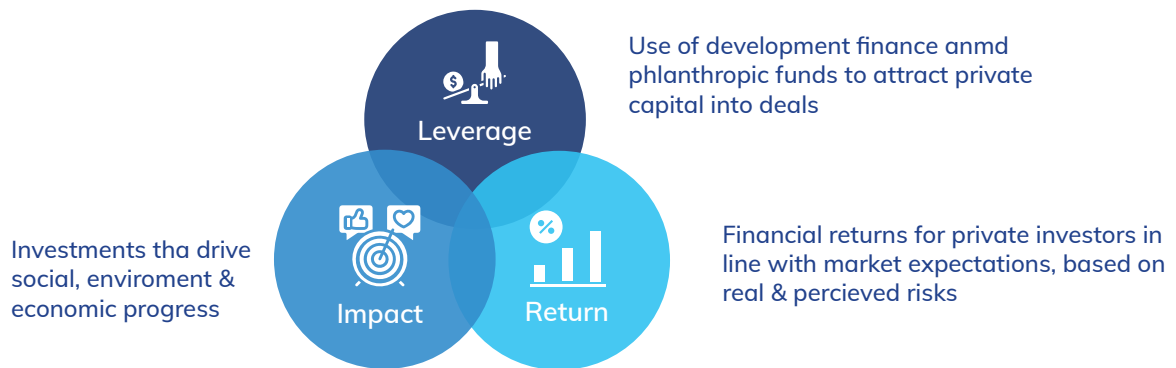 Use of development finance anmd
phlanthropic funds to attract private
capital into deals
$
Leverage
Investments tha drive
social, enviroment &
economic progress
Impact
%
Return
Financial returns for private investors in
line with market expectations, based on
real & percieved risks